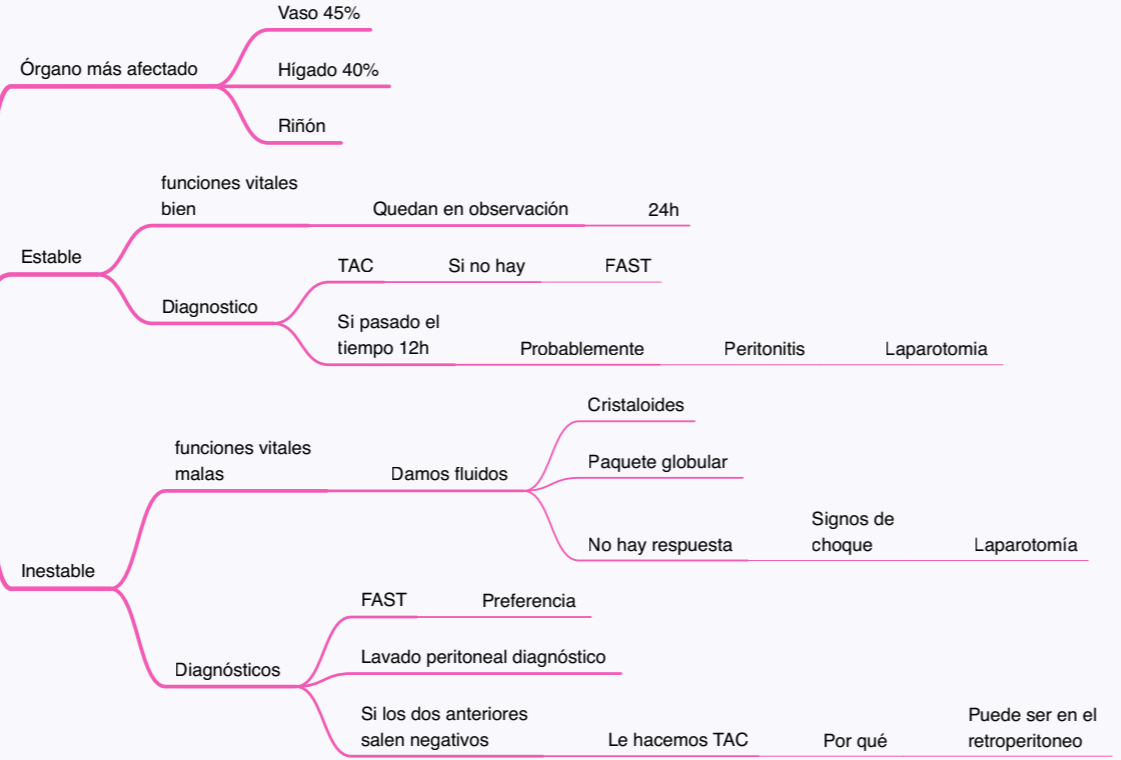 Vaso 45%
Órgano más afectado
Hígado 40%
Riñón
funciones vitales
bien
Quedan en observación
24h
Estable
TAC
Si no hay
FAST
Diagnostico
Si pasado el
tiempo 12h
Probablemente
Peritonitis
Laparotomia
Cristaloides
funciones vitales
malas
Damos fluidos
Paquete globular
No hay respuesta
Signos de
choque
Laparotomía
Inestable
FAST
Preferencia
Diagnósticos
Lavado peritoneal diagnóstico
Si los dos anteriores
salen negativos
Le hacemos TAC
Por qué
Puede ser en el
retroperitoneo